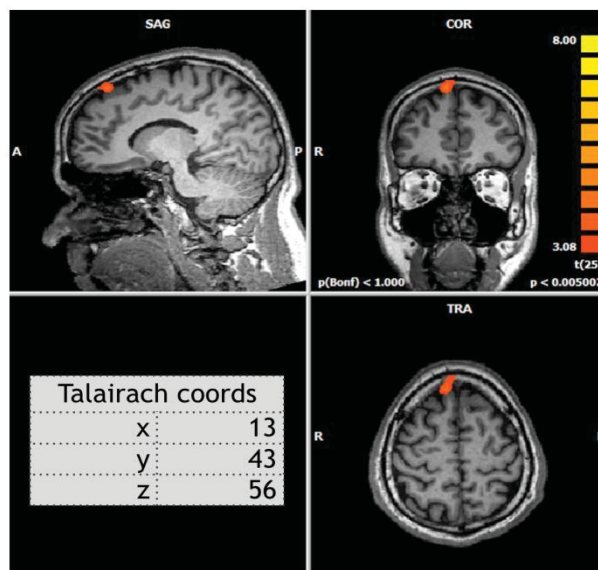 SAG
A
P
COR
8.00
R
3.08
t(25
p(Bonf) < 1.000
p < 0.00500
Talairach coords
x 13
y 43
z 56
TRA
R